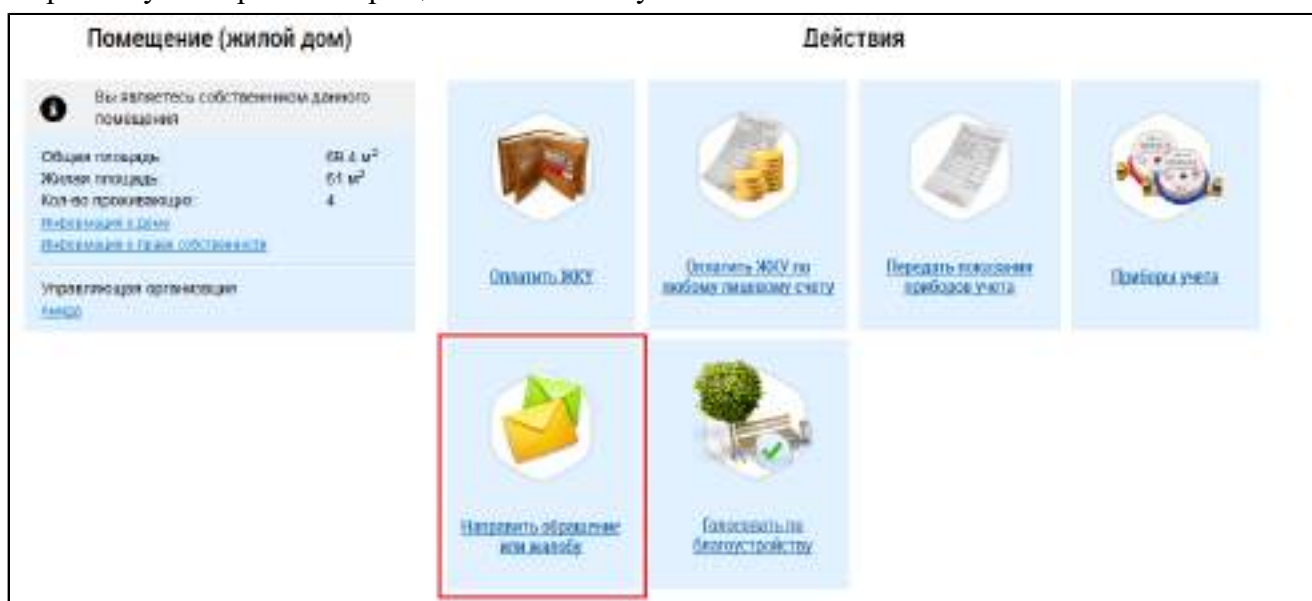 Помещение (жилой дом)
Действия
Вы являетесь собственником данного
помещения
Общая площадь: 69.4 м²
Жилая площадь: 61 м²
Кол-во проживающих: 4
Информация о доме
Информация о праве собственности
Управляющая организация
Оплатить ЖКУ
Оплатить ЖКУ по
любому лицевому счету
Передать показания
приборов учета
Приборы учета
Направить обращение
или жалобу
Голосовать по
благоустройству